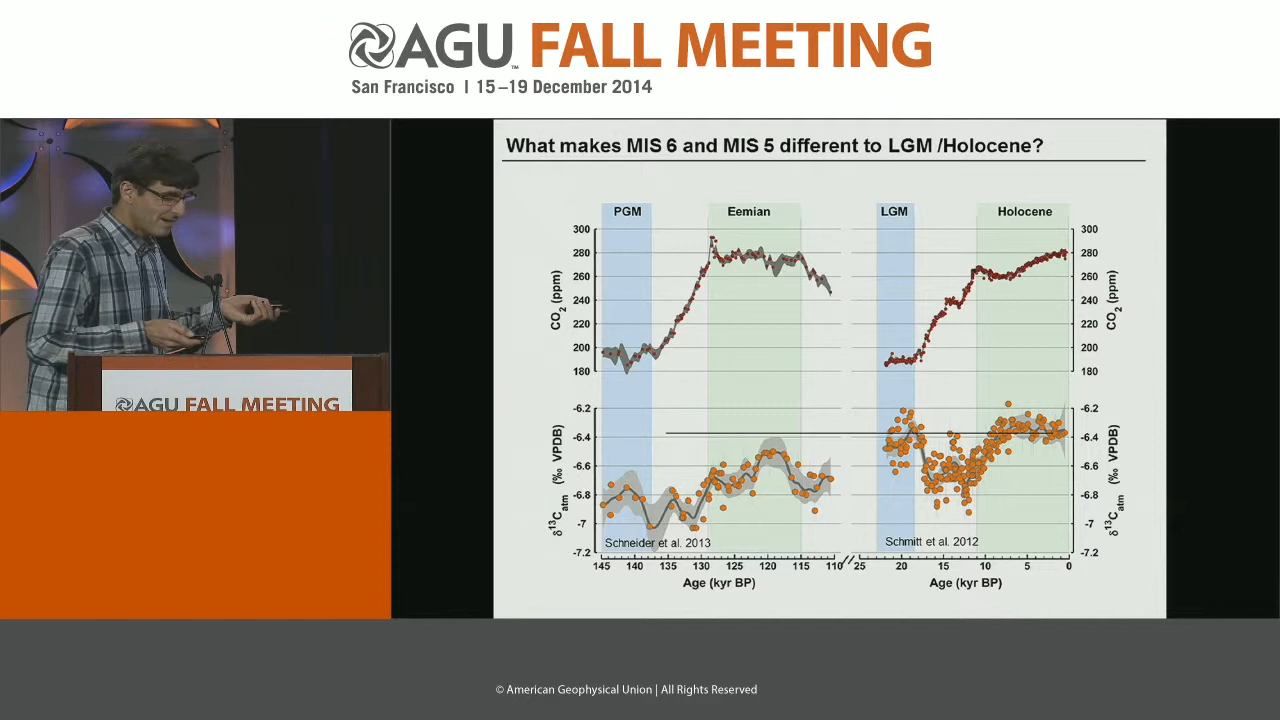 AGU FALL MEETING
San Francisco | 15–19 December 2014
AGU FALL MEETING
What makes MIS 6 and MIS 5 different to LGM /Holocene?
PGM Eemian LGM Holocene
300 300
280 280
260 260
240 240
220 220
200 200
180 180
CO2 (ppm) CO2 (ppm)
-6.2 -6.2
-6.4 -6.4
-6.6 -6.6
-6.8 -6.8
-7 -7
-7.2 -7.2
δ13Catm (‰ VPDB) δ13Catm (‰ VPDB)
Schneider et al. 2013 Schmitt et al. 2012
145 140 135 130 125 120 115 110 25 20 15 10 5 0
Age (kyr BP) Age (kyr BP)
© American Geophysical Union | All Rights Reserved